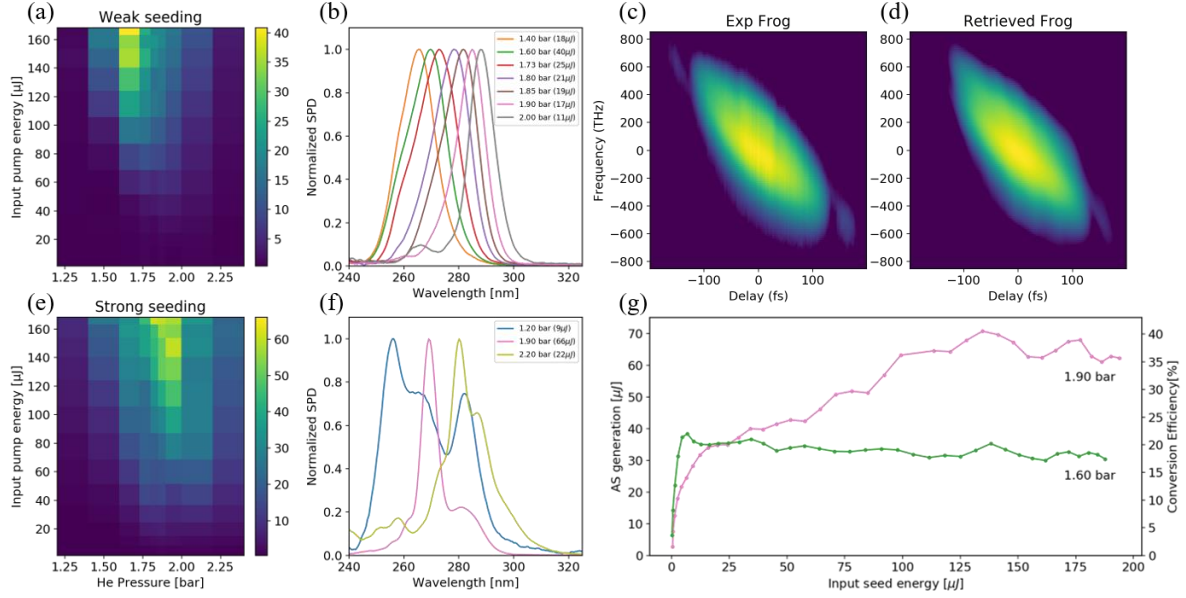 (a)
Weak seeding
Input pump energy [μJ]
160
140
120
100
80
60
40
20
1.25 1.50 1.75 2.00 2.25
40
35
30
25
20
15
10
5
(b)
Normalized SPD
1.0
0.8
0.6
0.4
0.2
0.0
240 260 280 300 320
Wavelength [nm]
1.40 bar (18μJ)
1.60 bar (40μJ)
1.73 bar (25μJ)
1.80 bar (21μJ)
1.85 bar (19μJ)
1.90 bar (17μJ)
2.00 bar (11μJ)
(c)
Exp Frog
Frequency (THz)
800
600
400
200
0
−200
−400
−600
−800
−100 0 100
Delay (fs)
(d)
Retrieved Frog
800
600
400
200
0
−200
−400
−600
−800
−100 0 100
Delay (fs)
(e)
Strong seeding
Input pump energy [μJ]
160
140
120
100
80
60
40
20
1.25 1.50 1.75 2.00 2.25
He Pressure [bar]
60
50
40
30
20
10
(f)
Normalized SPD
1.0
0.8
0.6
0.4
0.2
0.0
240 260 280 300 320
Wavelength [nm]
1.20 bar (9μJ)
1.90 bar (66μJ)
2.20 bar (22μJ)
(g)
AS generation [μJ]
70
60
50
40
30
20
10
0
0 25 50 75 100 125 150 175 200
Input seed energy [μJ]
1.90 bar
1.60 bar
40
35
30
25
20
15
10
5
0
Conversion Efficiency[%]